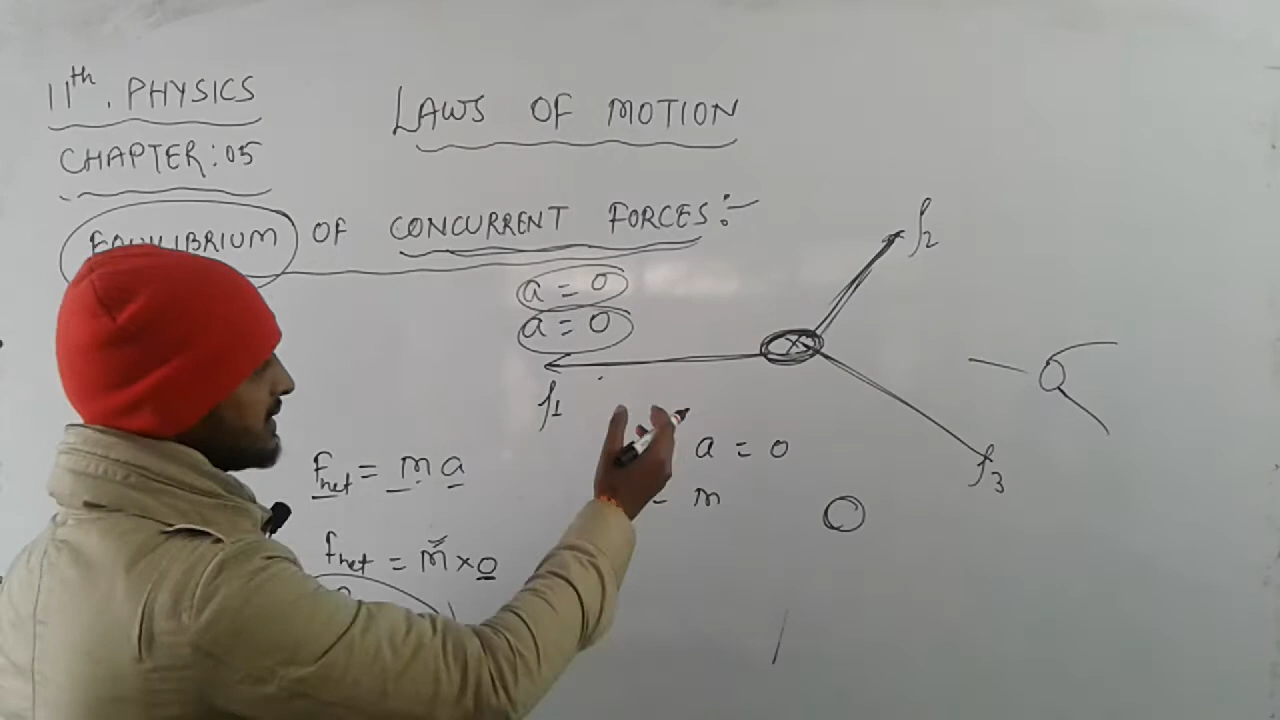 11th. PHYSICS
LAWS OF MOTION
CHAPTER: 05
EQUILIBRIUM OF CONCURRENT FORCES:-
a = 0
a = 0
f2
f1
f3
a = 0
fnet = ma
= m
fnet = m × 0